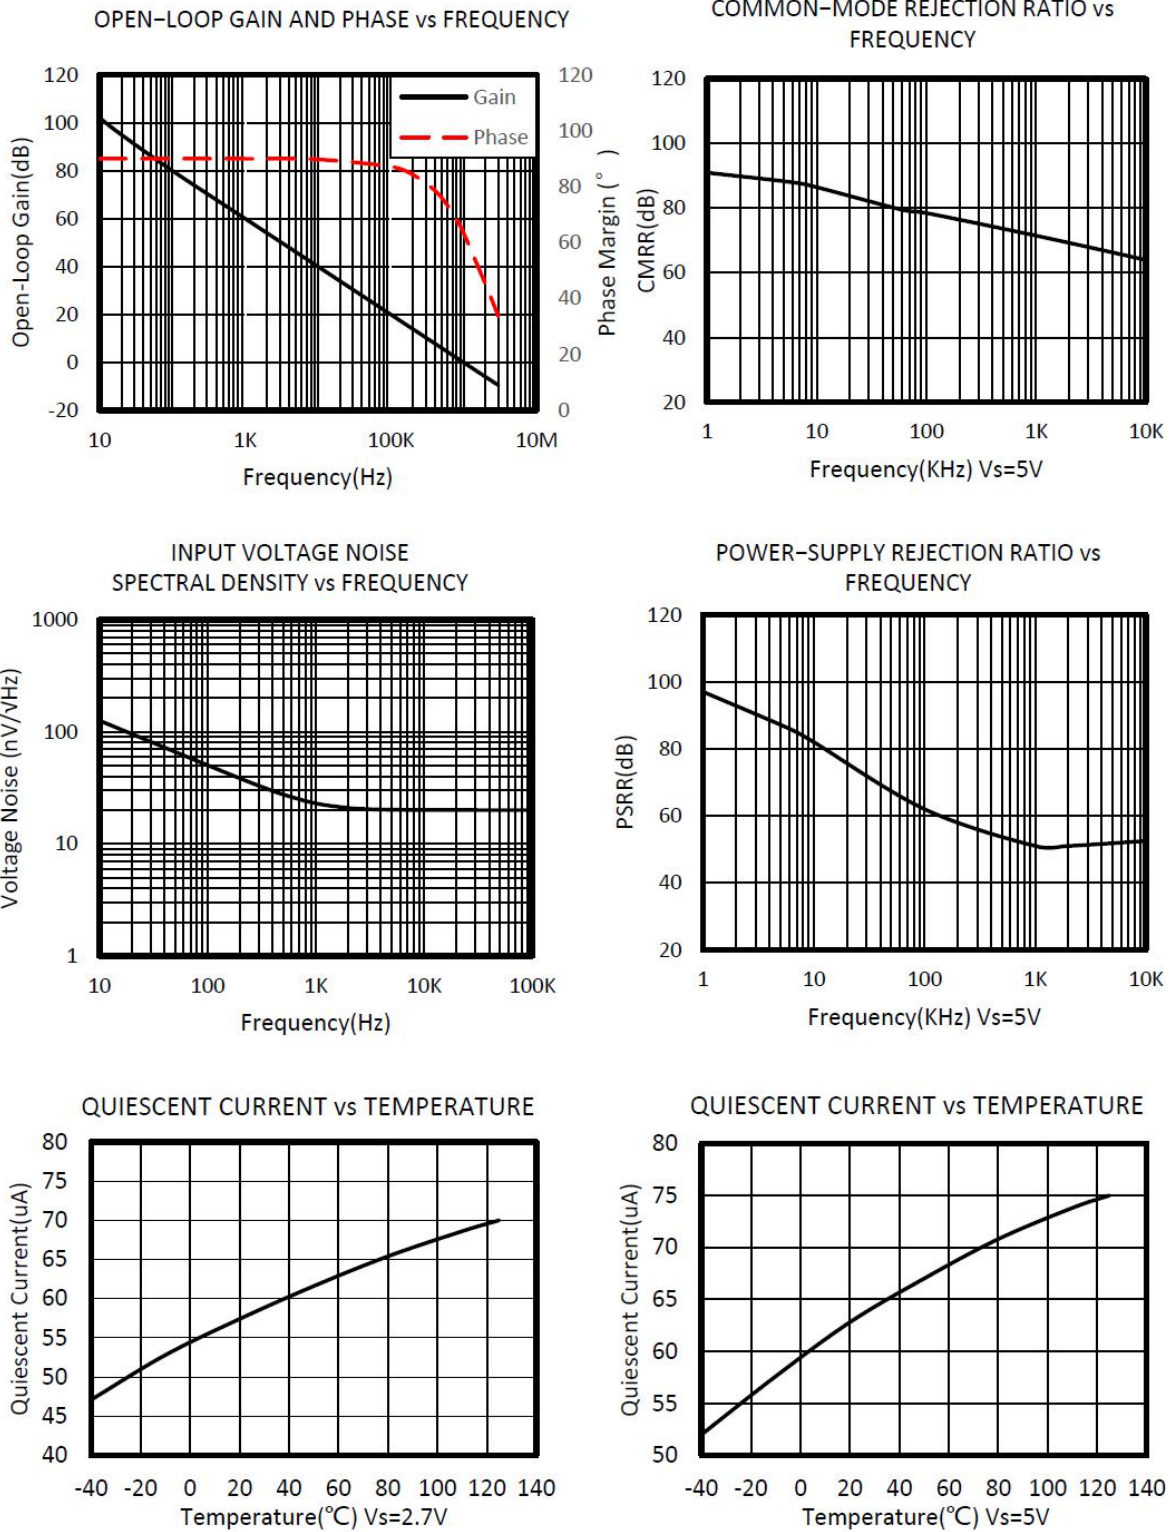 OPEN−LOOP GAIN AND PHASE vs FREQUENCY
120
100
80
60
40
20
0
-20
Open-Loop Gain(dB)
Gain
Phase
120
100
80
60
40
20
0
Phase Margin(°)
10 1K 100K 10M
Frequency(Hz)
COMMON−MODE REJECTION RATIO vs
FREQUENCY
120
100
80
60
40
20
CMRR(dB)
1 10 100 1K 10K
Frequency(KHz) Vs=5V
INPUT VOLTAGE NOISE
SPECTRAL DENSITY vs FREQUENCY
1000
100
10
1
Voltage Noise (nV/√Hz)
10 100 1K 10K 100K
Frequency(Hz)
POWER−SUPPLY REJECTION RATIO vs
FREQUENCY
120
100
80
60
40
20
PSRR(dB)
1 10 100 1K 10K
Frequency(KHz) Vs=5V
QUIESCENT CURRENT vs TEMPERATURE
80
75
70
65
60
55
50
45
40
Quiescent Current(uA)
-40 -20 0 20 40 60 80 100 120 140
Temperature(℃) Vs=2.7V
QUIESCENT CURRENT vs TEMPERATURE
80
75
70
65
60
55
50
Quiescent Current(uA)
-40 -20 0 20 40 60 80 100 120 140
Temperature(℃) Vs=5V